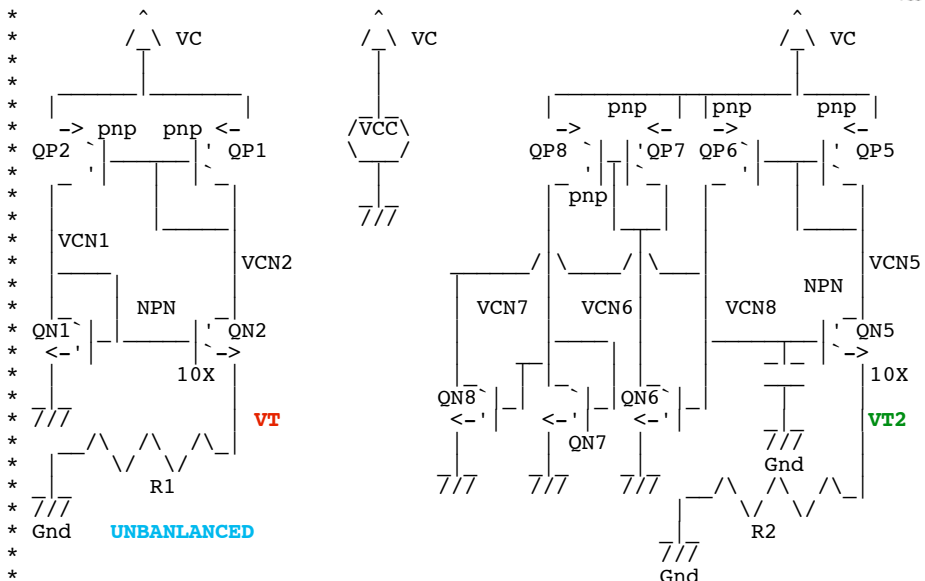 VC VC VC
pnp pnp pnp
-> pnp pnp <- VCC -> <- -> <-
QP2 QP1 QP8 QP7 QP6 QP5
pnp
VCN1
VCN2 VCN5
NPN VCN7 VCN6 VCN8 NPN
QN1 QN2 QN5
<- -> ->
10X 10X
QN8 QN6
VT <- <- <- VT2
QN7
Gnd
R1
Gnd UNBANLANCED R2
Gnd